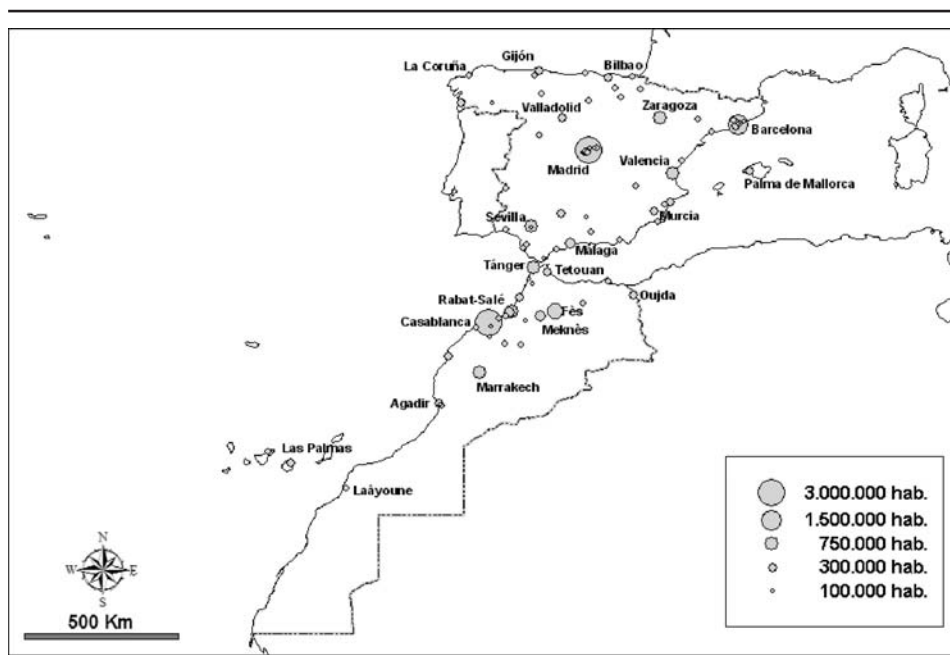 Gijón
La Coruña
Bilbao
Valladolid
Zaragoza
Barcelona
Madrid
Valencia
Palma de Mallorca
Sevilla
Murcia
Málaga
Tánger
Tetouan
Rabat-Salé
Oujda
Fès
Casablanca
Meknès
Marrakech
Agadir
Las Palmas
Laâyoune
3.000.000 hab.
1.500.000 hab.
750.000 hab.
300.000 hab.
100.000 hab.
N
W E
S
500 Km